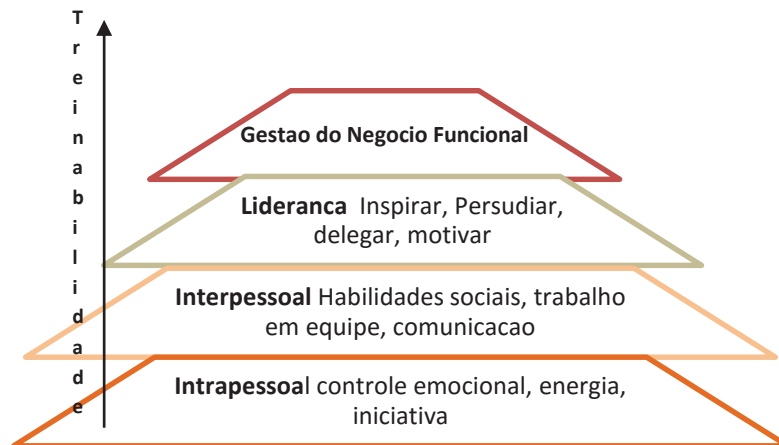 Treinabilidade
Gestao do Negocio Funcional
Lideranca Inspirar, Persudiar,
delegar, motivar
Interpessoal Habilidades sociais, trabalho
em equipe, comunicacao
Intrapessoal controle emocional, energia,
iniciativa